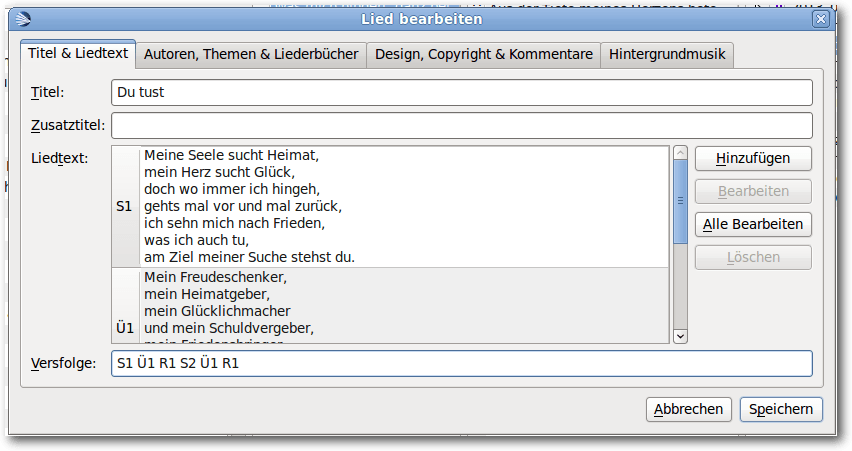 Lied bearbeiten
Titel & Liedtext
Autoren, Themen & Liederbücher
Design, Copyright & Kommentare
Hintergrundmusik
Titel:
Du tust
Zusatztitel:
Liedtext:
S1
Meine Seele sucht Heimat,
mein Herz sucht Glück,
doch wo immer ich hingeh,
gehts mal vor und mal zurück,
ich sehn mich nach Frieden,
was ich auch tu,
am Ziel meiner Suche stehst du.
Ü1
Mein Freudeschenker,
mein Heimatgeber,
mein Glücklichmacher
und mein Schuldvergeber,
mein Friedensbringer
Hinzufügen
Bearbeiten
Alle Bearbeiten
Löschen
Versfolge:
S1 Ü1 R1 S2 Ü1 R1
Abbrechen
Speichern